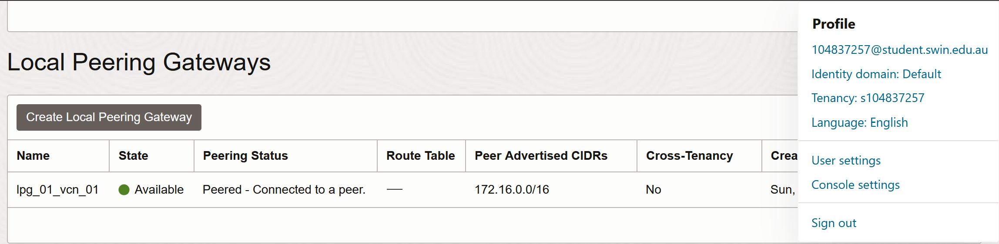 Local Peering Gateways
Create Local Peering Gateway
Name State Peering Status Route Table Peer Advertised CIDRs Cross-Tenancy Crea
lpg_01_vcn_01 Available Peered - Connected to a peer. — 172.16.0.0/16 No Sun,
Profile
104837257@student.swin.edu.au
Identity domain: Default
Tenancy: s104837257
Language: English
User settings
Console settings
Sign out